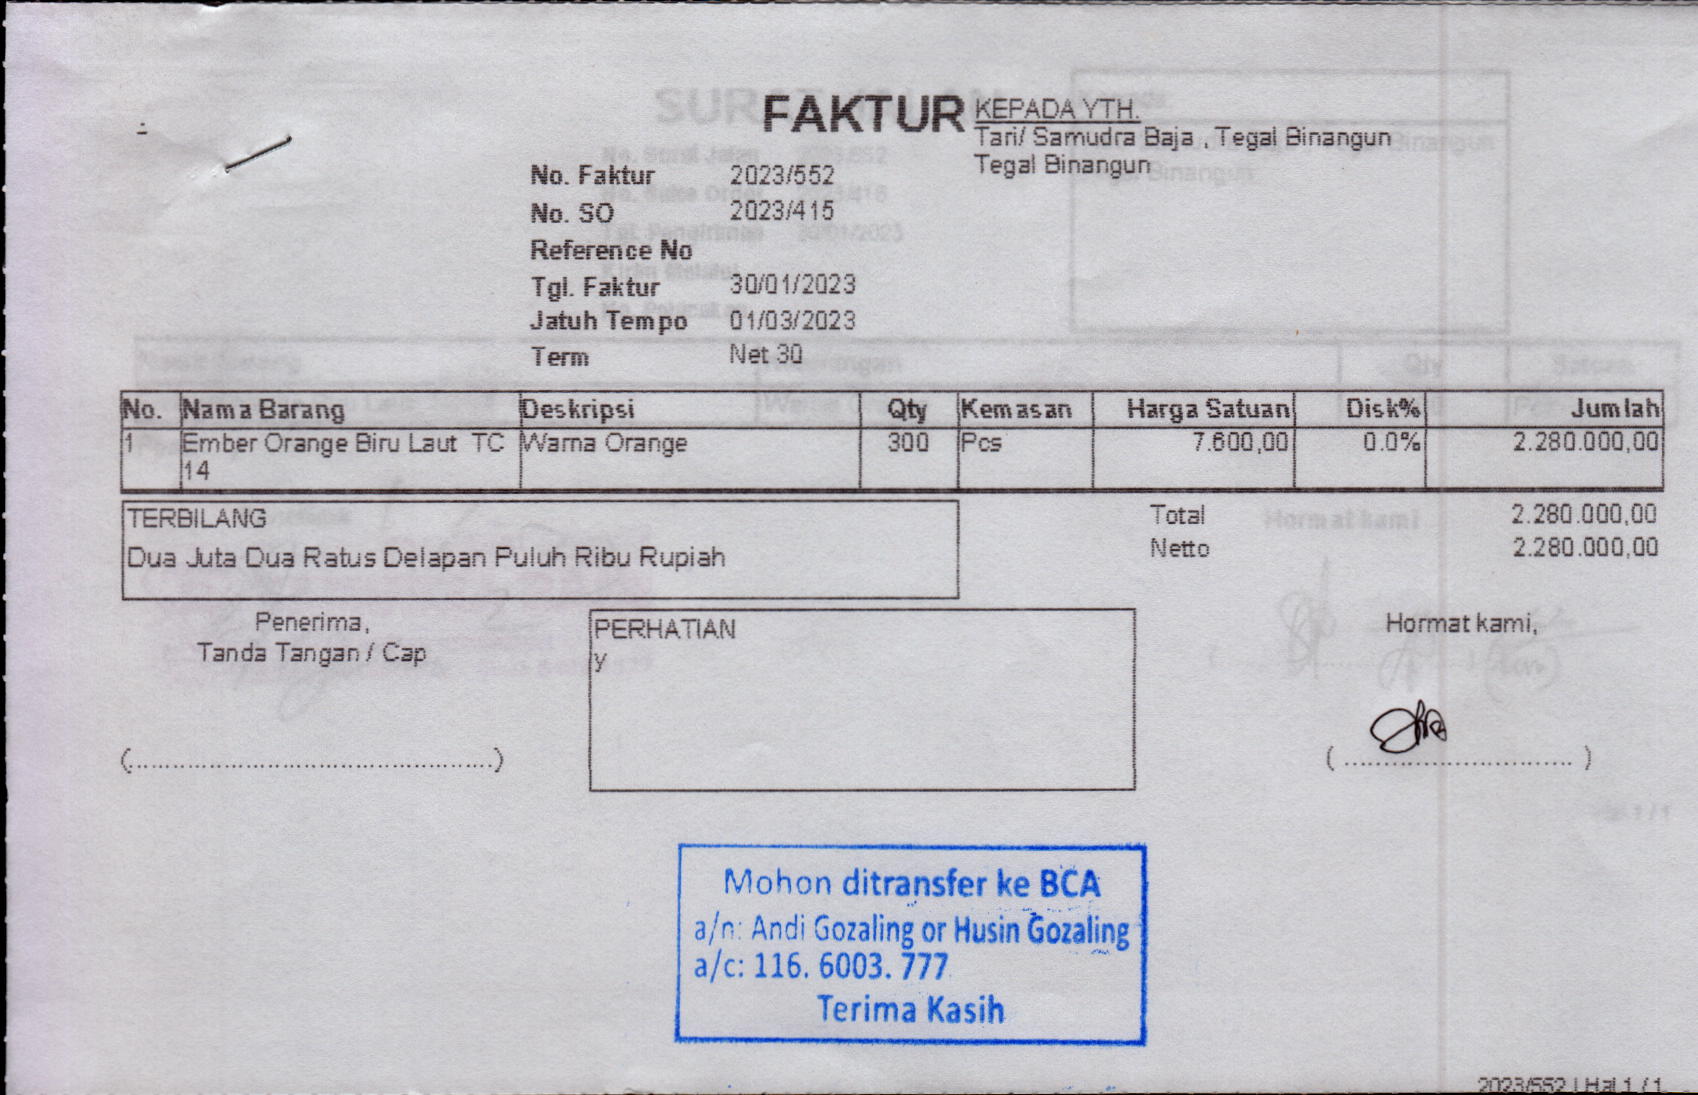 FAKTUR
KEPADA YTH.
Tari/ Samudra Baja , Tegal Binangun
Tegal Binangun
No. Faktur 2023/552
No. SO 2023/415
Reference No
Tgl. Faktur 30/01/2023
Jatuh Tempo 01/03/2023
Term Net 30
No. Nama Barang Deskripsi Qty Kemasan Harga Satuan Disk% Jumlah
1 Ember Orange Biru Laut TC Warna Orange 300 Pcs 7.600,00 0.0% 2.280.000,00
14
TERBILANG
Dua Juta Dua Ratus Delapan Puluh Ribu Rupiah
Total 2.280.000,00
Netto 2.280.000,00
Penerima,
Tanda Tangan / Cap
(................................................)
PERHATIAN
y
Hormat kami,
( .............................. )
Mohon ditransfer ke BCA
a/n: Andi Gozaling or Husin Gozaling
a/c: 116. 6003. 777
Terima Kasih
2023/552 | Hal 1 / 1